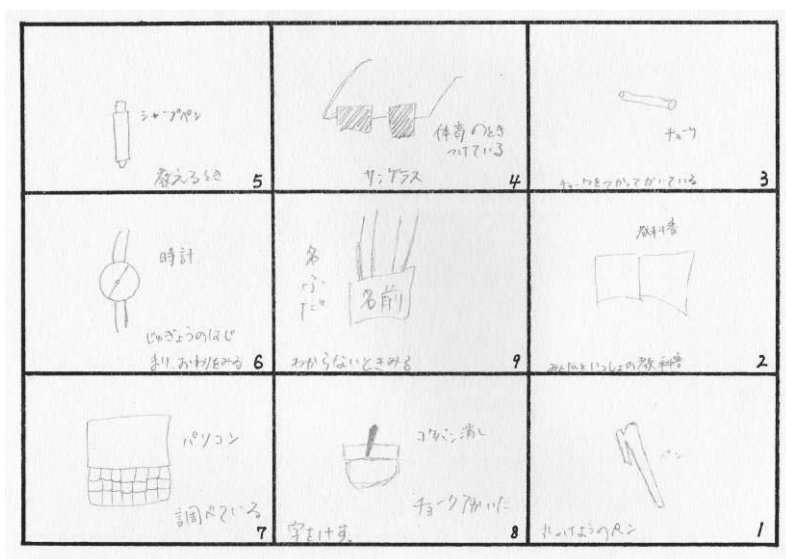 シャープペン
教えるとき
5
体育のとき
つけている
サングラス
4
チョーク
チョークをつかってかいている
3
時計
じゅぎょうのはじ
まり、おわりをみる
6
名
ふ
だ
名前
わからないときみる
9
教科書
みんなといっしょの教科書
2
パソコン
調べている
7
コクバン消し
チョークでかいた
字をけす。
8
ペン
1